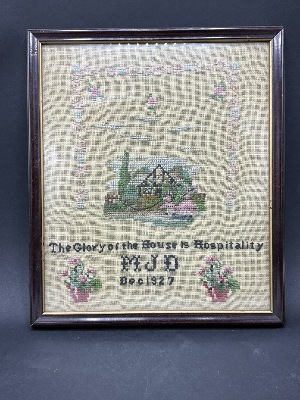 The Glory of the House is Hospitality
MJD
Dec 1927